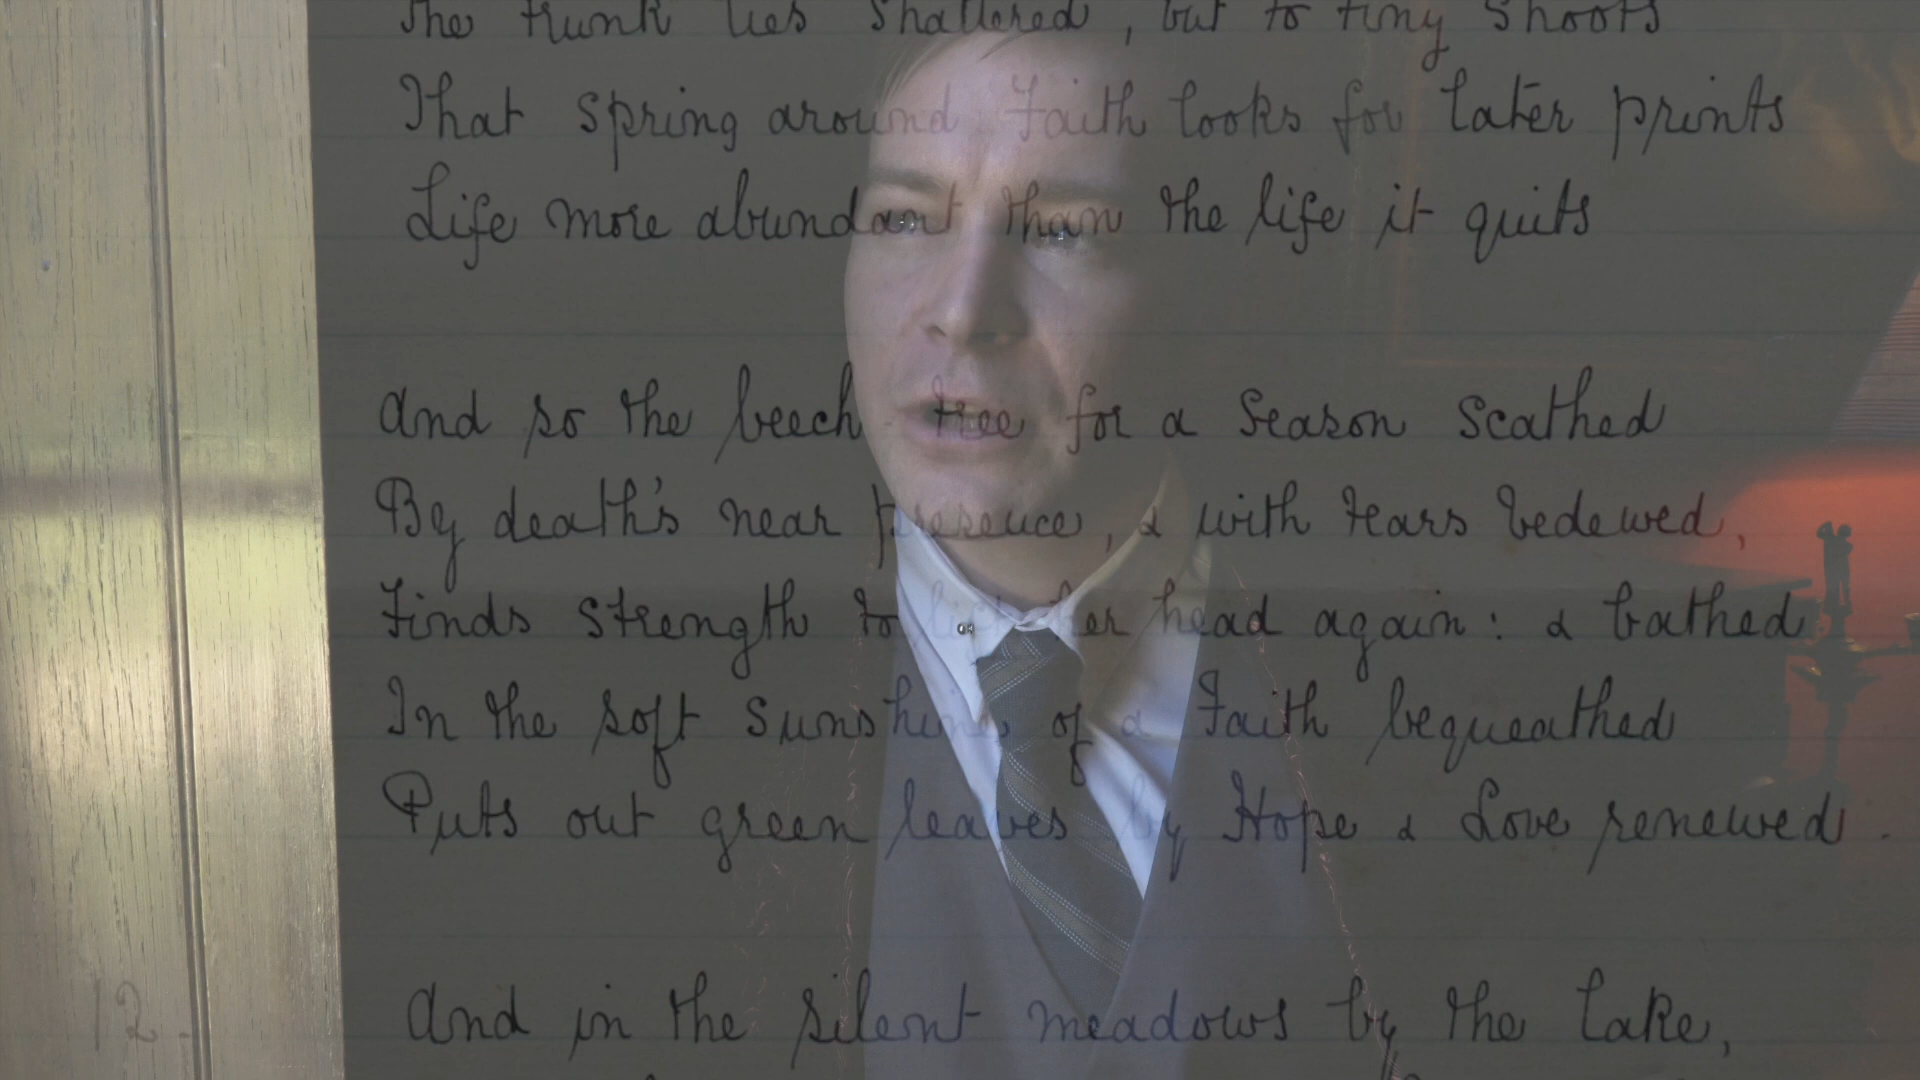 The trunk lies shattered, but to tiny shoots
That spring around Faith looks for later prints
Life more abundant than the life it quits
And so the beech tree for a season scathed
By death's near presence, & with tears bedewed,
Finds strength to lift her head again: & bathed
In the soft sunshine of a Faith bequeathed
Puts out green leaves by Hope & Love renewed.
12.
And in the silent meadows by the lake,